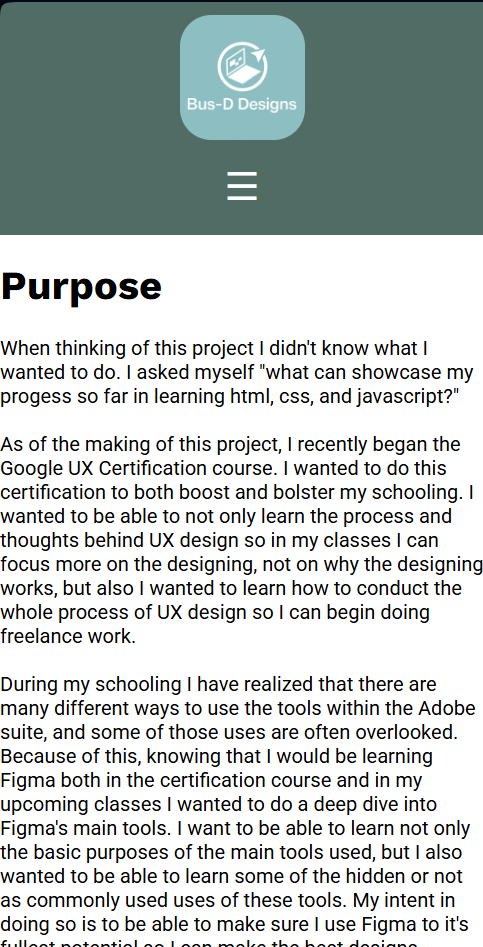 Bus-D Designs
Purpose
When thinking of this project I didn't know what I
wanted to do. I asked myself "what can showcase my
progess so far in learning html, css, and javascript?"
As of the making of this project, I recently began the
Google UX Certification course. I wanted to do this
certification to both boost and bolster my schooling. I
wanted to be able to not only learn the process and
thoughts behind UX design so in my classes I can
focus more on the designing, not on why the designing
works, but also I wanted to learn how to conduct the
whole process of UX design so I can begin doing
freelance work.
During my schooling I have realized that there are
many different ways to use the tools within the Adobe
suite, and some of those uses are often overlooked.
Because of this, knowing that I would be learning
Figma both in the certification course and in my
upcoming classes I wanted to do a deep dive into
Figma's main tools. I want to be able to learn not only
the basic purposes of the main tools used, but I also
wanted to be able to learn some of the hidden or not
as commonly used uses of these tools. My intent in
doing so is to be able to make sure I use Figma to it's
fullest potential so I can make the best designs